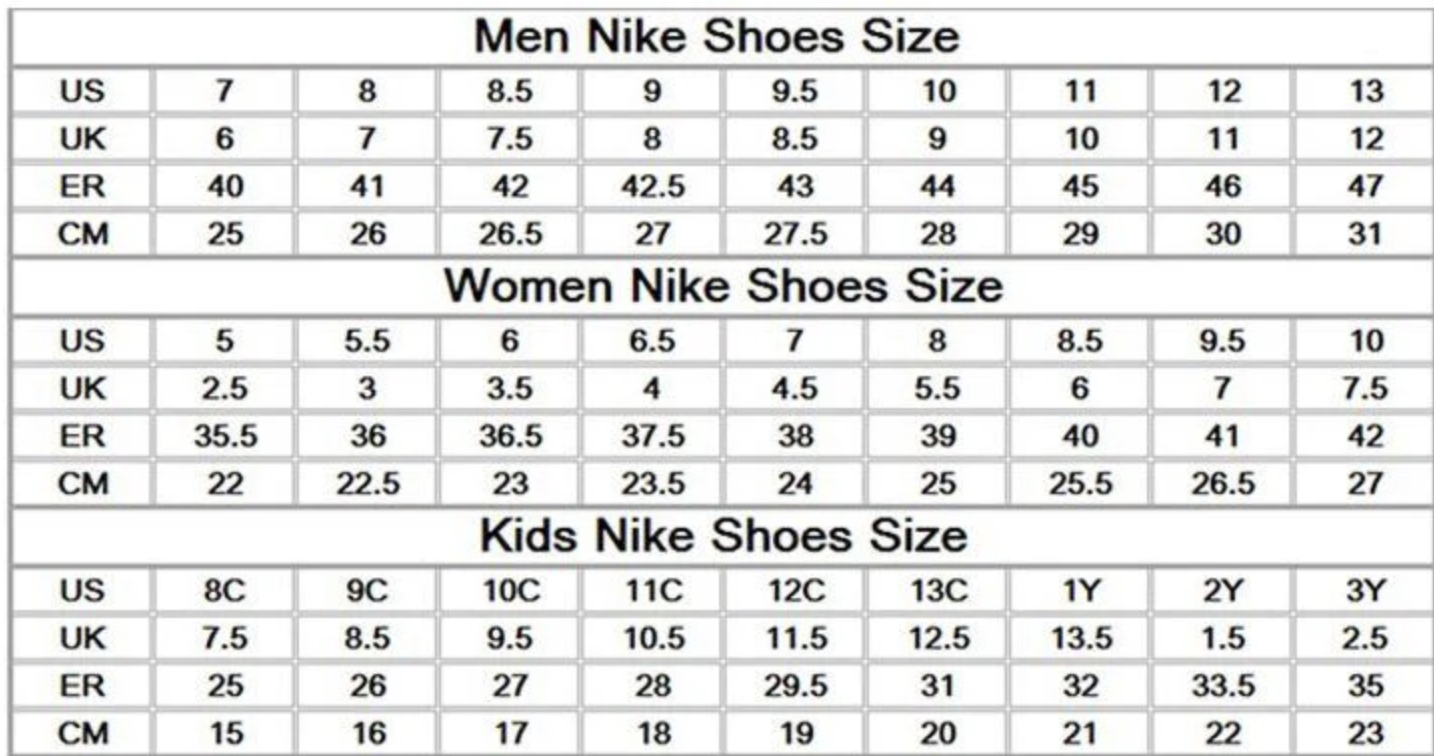 Men Nike Shoes Size
US 7 8 8.5 9 9.5 10 11 12 13
UK 6 7 7.5 8 8.5 9 10 11 12
ER 40 41 42 42.5 43 44 45 46 47
CM 25 26 26.5 27 27.5 28 29 30 31
Women Nike Shoes Size
US 5 5.5 6 6.5 7 8 8.5 9.5 10
UK 2.5 3 3.5 4 4.5 5.5 6 7 7.5
ER 35.5 36 36.5 37.5 38 39 40 41 42
CM 22 22.5 23 23.5 24 25 25.5 26.5 27
Kids Nike Shoes Size
US 8C 9C 10C 11C 12C 13C 1Y 2Y 3Y
UK 7.5 8.5 9.5 10.5 11.5 12.5 13.5 1.5 2.5
ER 25 26 27 28 29.5 31 32 33.5 35
CM 15 16 17 18 19 20 21 22 23